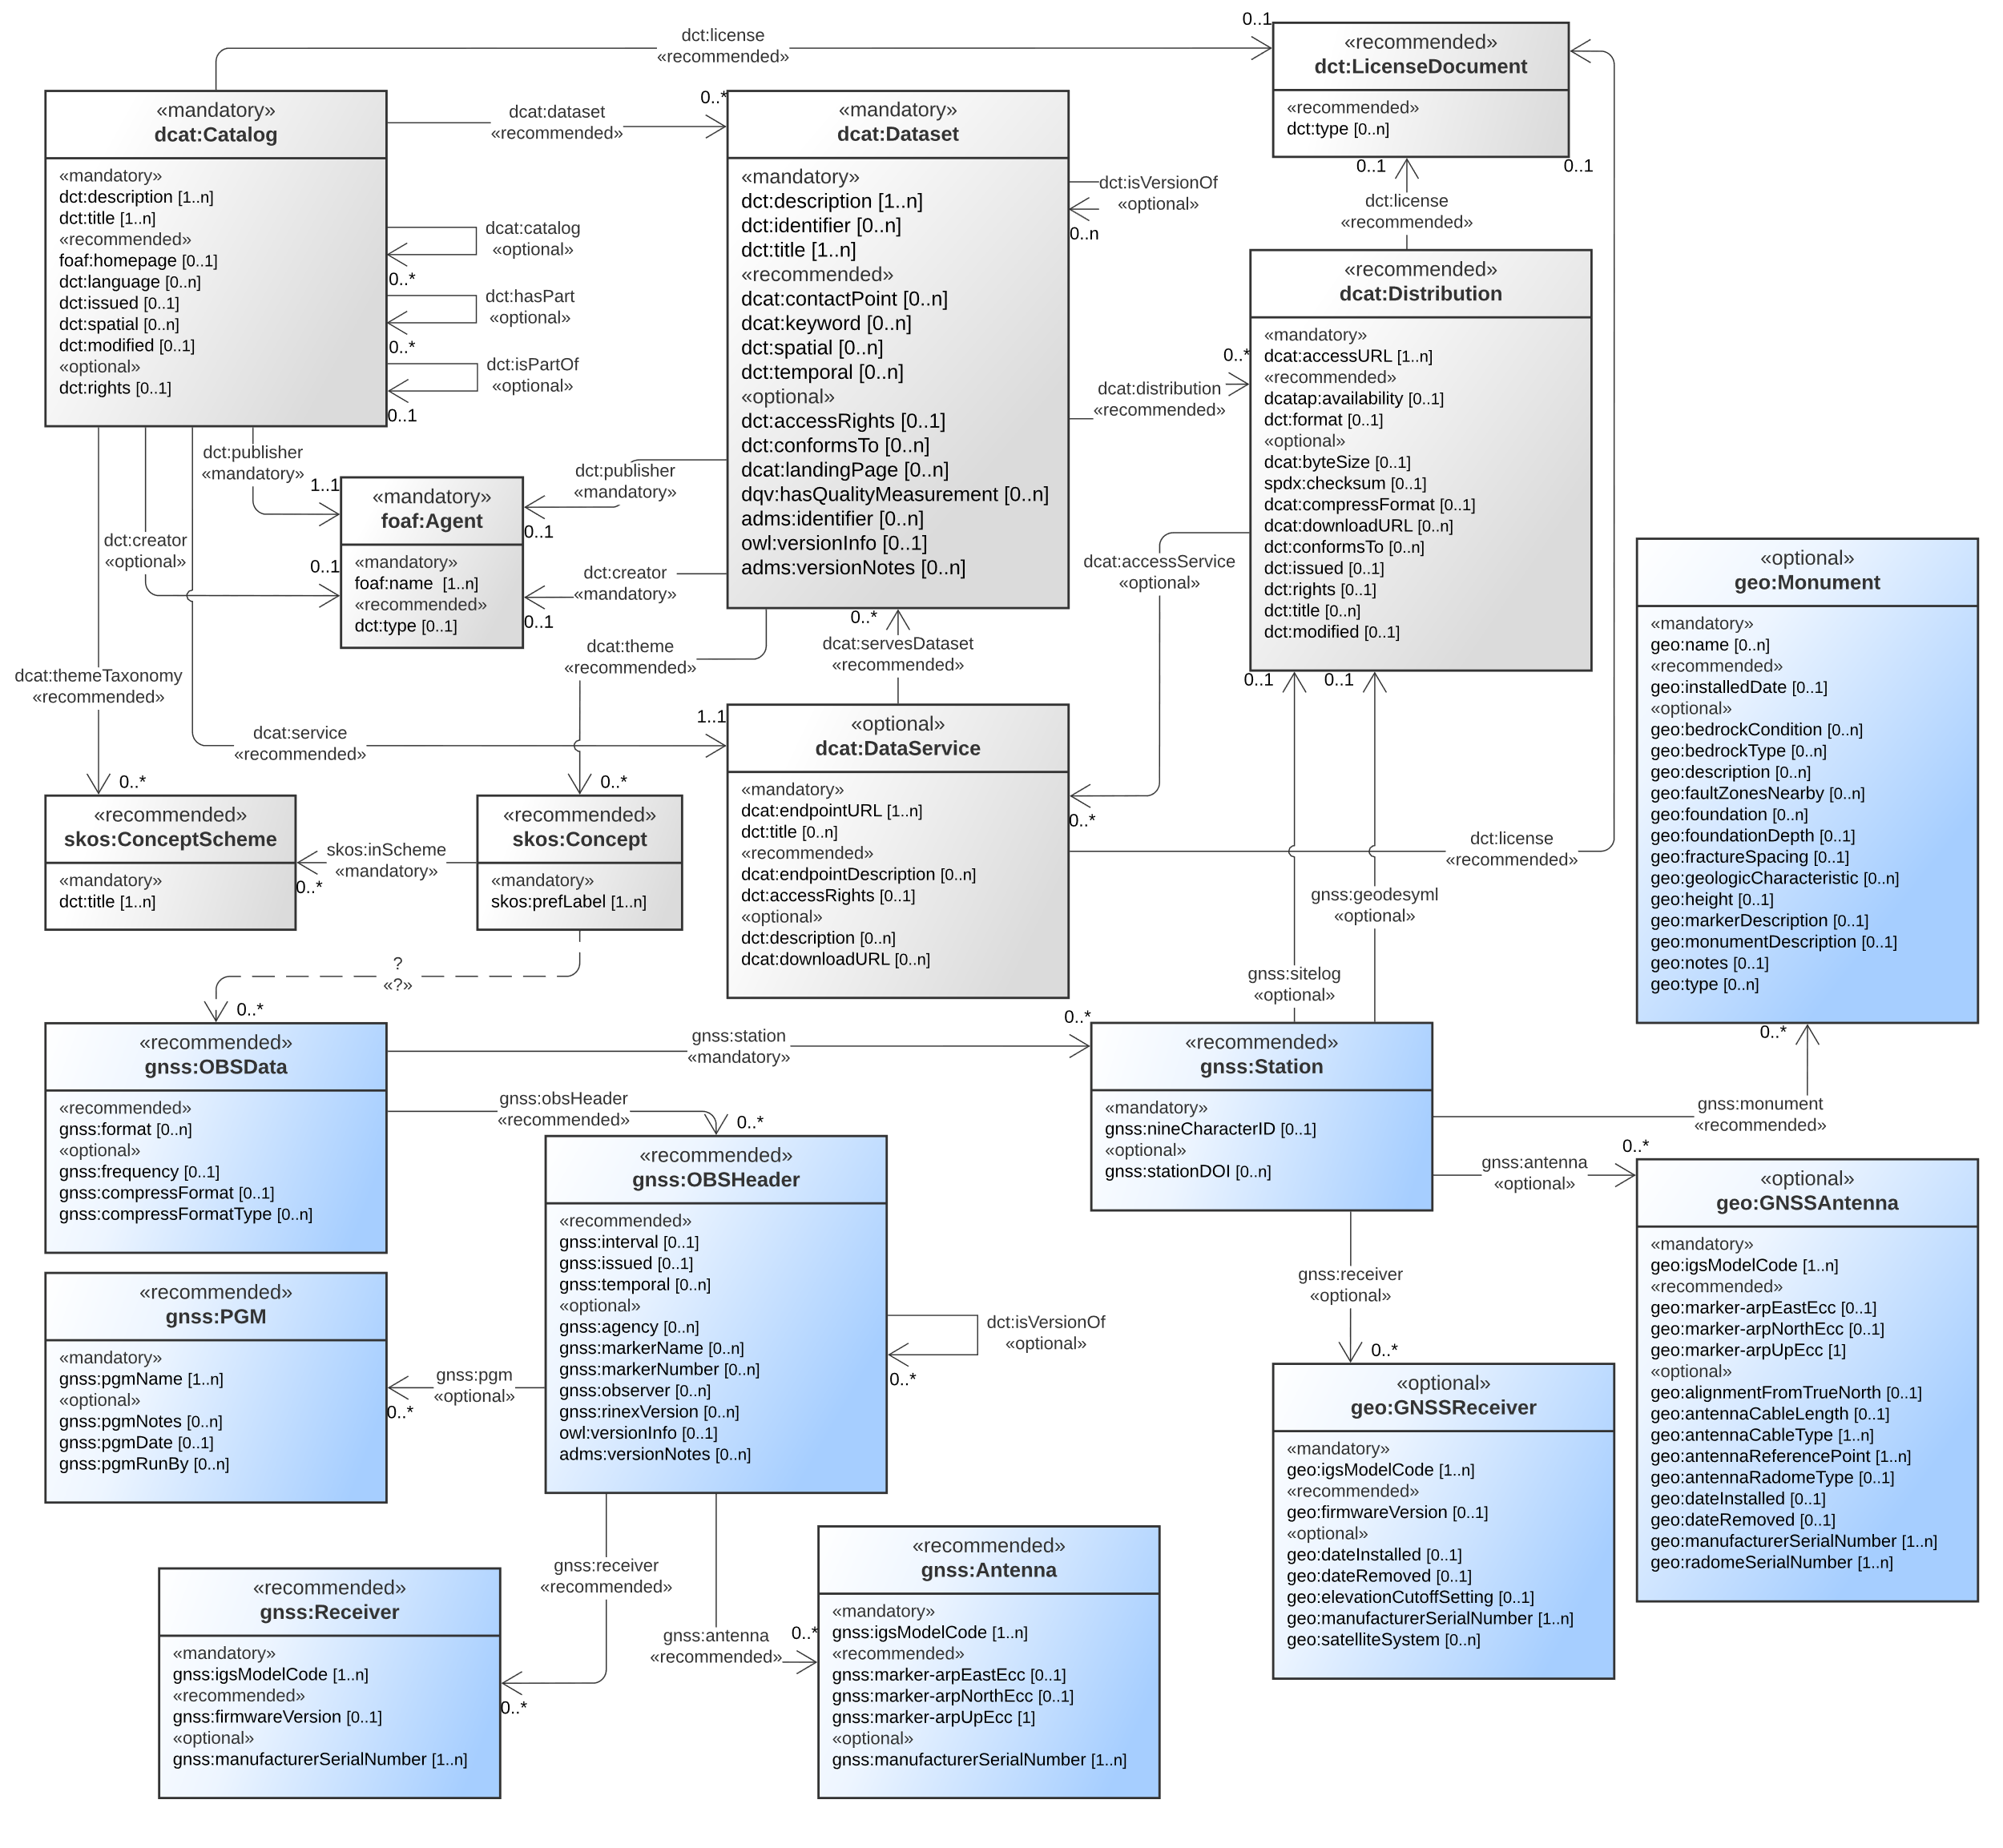 dct:license
«recommended»
0..1
«recommended»
dct:LicenseDocument
«recommended»
dct:type [0..n]
0..1
0..1
«mandatory»
dcat:Catalog
«mandatory»
dct:description [1..n]
dct:title [1..n]
«recommended»
foaf:homepage [0..1]
dct:language [0..n]
dct:issued [0..1]
dct:spatial [0..n]
dct:modified [0..1]
«optional»
dct:rights [0..1]
dcat:dataset
«recommended»
0..*
dcat:catalog
«optional»
0..*
dct:hasPart
«optional»
0..*
dct:isPartOf
«optional»
0..1
«mandatory»
dcat:Dataset
«mandatory»
dct:description [1..n]
dct:identifier [0..n]
dct:title [1..n]
«recommended»
dcat:contactPoint [0..n]
dcat:keyword [0..n]
dct:spatial [0..n]
dct:temporal [0..n]
«optional»
dct:accessRights [0..1]
dct:conformsTo [0..n]
dcat:landingPage [0..n]
dqv:hasQualityMeasurement [0..n]
adms:identifier [0..n]
owl:versionInfo [0..1]
adms:versionNotes [0..n]
dct:isVersionOf
«optional»
0..n
dct:license
«recommended»
«recommended»
dcat:Distribution
«mandatory»
dcat:accessURL [1..n]
«recommended»
dcatap:availability [0..1]
dct:format [0..1]
«optional»
dcat:byteSize [0..1]
spdx:checksum [0..1]
dcat:compressFormat [0..1]
dcat:downloadURL [0..n]
dct:conformsTo [0..n]
dct:issued [0..1]
dct:rights [0..1]
dct:title [0..n]
dct:modified [0..1]
0..*
dcat:distribution
«recommended»
dct:publisher
«mandatory»
1..1
«mandatory»
foaf:Agent
«mandatory»
foaf:name  [1..n]
«recommended»
dct:type [0..1]
dct:publisher
«mandatory»
0..1
dct:creator
«optional»
0..1
dct:creator
«mandatory»
0..1
dcat:accessService
«optional»
0..*
dcat:theme
«recommended»
0..*
dcat:servesDataset
«recommended»
dcat:themeTaxonomy
«recommended»
0..*
dcat:service
«recommended»
1..1
0..*
0..1
0..1
«optional»
dcat:DataService
«mandatory»
dcat:endpointURL [1..n]
dct:title [0..n]
«recommended»
dcat:endpointDescription [0..n]
dct:accessRights [0..1]
«optional»
dct:description [0..n]
dcat:downloadURL [0..n]
«optional»
geo:Monument
«mandatory»
geo:name [0..n]
«recommended»
geo:installedDate [0..1]
«optional»
geo:bedrockCondition [0..n]
geo:bedrockType [0..n]
geo:description [0..n]
geo:faultZonesNearby [0..n]
geo:foundation [0..n]
geo:foundationDepth [0..1]
geo:fractureSpacing [0..1]
geo:geologicCharacteristic [0..n]
geo:height [0..1]
geo:markerDescription [0..1]
geo:monumentDescription [0..1]
geo:notes [0..1]
geo:type [0..n]
«recommended»
skos:ConceptScheme
«mandatory»
dct:title [1..n]
skos:inScheme
«mandatory»
0..*
«recommended»
skos:Concept
«mandatory»
skos:prefLabel [1..n]
dct:license
«recommended»
gnss:geodesyml
«optional»
gnss:sitelog
«optional»
?
«?»
0..*
«recommended»
gnss:OBSData
«recommended»
gnss:format [0..n]
«optional»
gnss:frequency [0..1]
gnss:compressFormat [0..1]
gnss:compressFormatType [0..n]
gnss:station
«mandatory»
0..*
gnss:obsHeader
«recommended»
0..*
«recommended»
gnss:Station
«mandatory»
gnss:nineCharacterID [0..1]
«optional»
gnss:stationDOI [0..n]
0..*
gnss:monument
«recommended»
gnss:antenna
«optional»
0..*
gnss:receiver
«optional»
0..*
«recommended»
gnss:OBSHeader
«recommended»
gnss:interval [0..1]
gnss:issued [0..1]
gnss:temporal [0..n]
«optional»
gnss:agency [0..n]
gnss:markerName [0..n]
gnss:markerNumber [0..n]
gnss:observer [0..n]
gnss:rinexVersion [0..n]
owl:versionInfo [0..1]
adms:versionNotes [0..n]
dct:isVersionOf
«optional»
0..*
«recommended»
gnss:PGM
«mandatory»
gnss:pgmName [1..n]
«optional»
gnss:pgmNotes [0..n]
gnss:pgmDate [0..1]
gnss:pgmRunBy [0..n]
gnss:pgm
«optional»
0..*
«optional»
geo:GNSSAntenna
«mandatory»
geo:igsModelCode [1..n]
«recommended»
geo:marker-arpEastEcc [0..1]
geo:marker-arpNorthEcc [0..1]
geo:marker-arpUpEcc [1]
«optional»
geo:alignmentFromTrueNorth [0..1]
geo:antennaCableLength [0..1]
geo:antennaCableType [1..n]
geo:antennaReferencePoint [1..n]
geo:antennaRadomeType [0..1]
geo:dateInstalled [0..1]
geo:dateRemoved [0..1]
geo:manufacturerSerialNumber [1..n]
geo:radomeSerialNumber [1..n]
«optional»
geo:GNSSReceiver
«mandatory»
geo:igsModelCode [1..n]
«recommended»
geo:firmwareVersion [0..1]
«optional»
geo:dateInstalled [0..1]
geo:dateRemoved [0..1]
geo:elevationCutoffSetting [0..1]
geo:manufacturerSerialNumber [1..n]
geo:satelliteSystem [0..n]
gnss:receiver
«recommended»
0..*
gnss:antenna
«recommended»
0..*
«recommended»
gnss:Receiver
«mandatory»
gnss:igsModelCode [1..n]
«recommended»
gnss:firmwareVersion [0..1]
«optional»
gnss:manufacturerSerialNumber [1..n]
«recommended»
gnss:Antenna
«mandatory»
gnss:igsModelCode [1..n]
«recommended»
gnss:marker-arpEastEcc [0..1]
gnss:marker-arpNorthEcc [0..1]
gnss:marker-arpUpEcc [1]
«optional»
gnss:manufacturerSerialNumber [1..n]